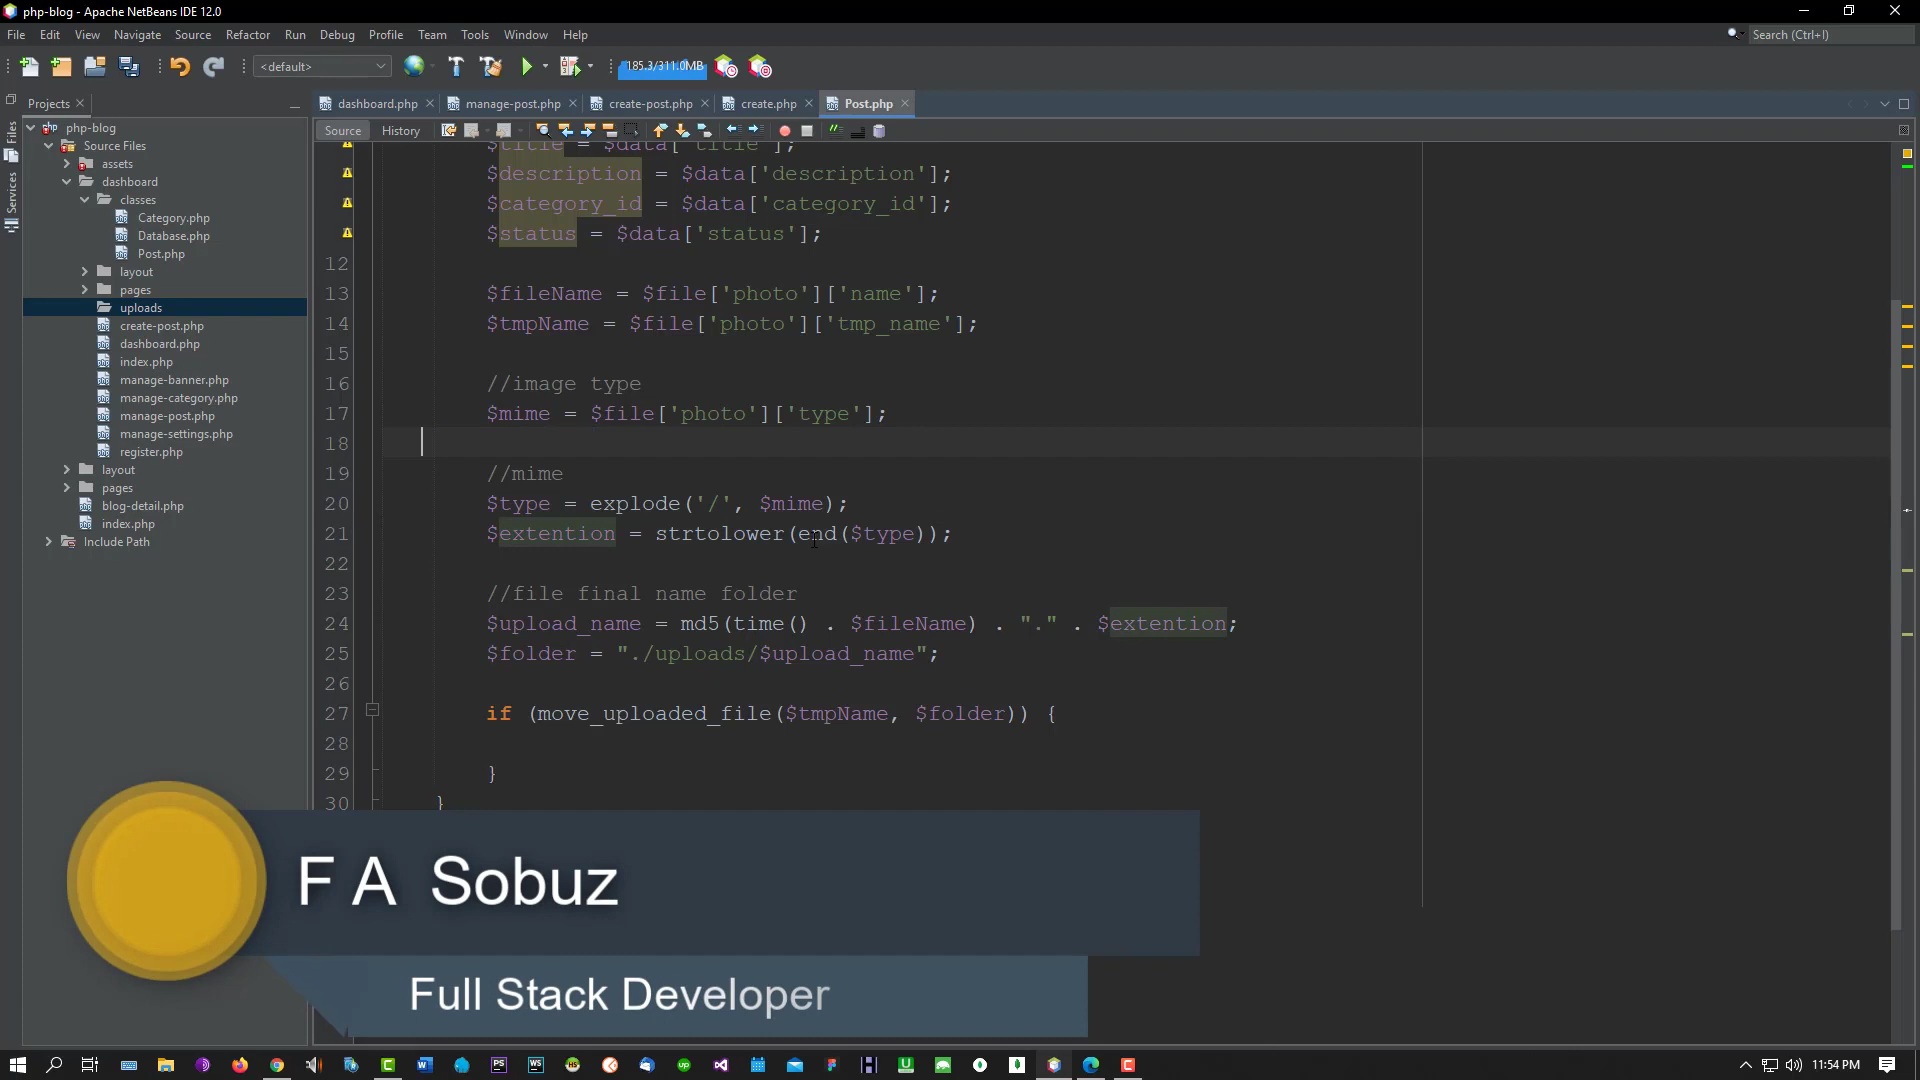 php-blog - Apache NetBeans IDE 12.0
File Edit View Navigate Source Refactor Run Debug Profile Team Tools Window Help
Search (Ctrl+I)
<default>
185.3/311.0MB
Projects
dashboard.php manage-post.php create-post.php create.php Post.php
Source History
Files
Services
php-blog
Source Files
assets
dashboard
classes
Category.php
Database.php
Post.php
layout
pages
uploads
create-post.php
dashboard.php
index.php
manage-banner.php
manage-category.php
manage-post.php
manage-settings.php
register.php
layout
pages
blog-detail.php
index.php
Include Path
$title = $data['title'];
$description = $data['description'];
$category_id = $data['category_id'];
$status = $data['status'];
12
13 $fileName = $file['photo']['name'];
14 $tmpName = $file['photo']['tmp_name'];
15
16 //image type
17 $mime = $file['photo']['type'];
18
19 //mime
20 $type = explode('/', $mime);
21 $extention = strtolower(end($type));
22
23 //file final name folder
24 $upload_name = md5(time() . $fileName) . "." . $extention;
25 $folder = "./uploads/$upload_name";
26
27 if (move_uploaded_file($tmpName, $folder)) {
28
29 }
30 }
F A Sobuz
Full Stack Developer
11:54 PM